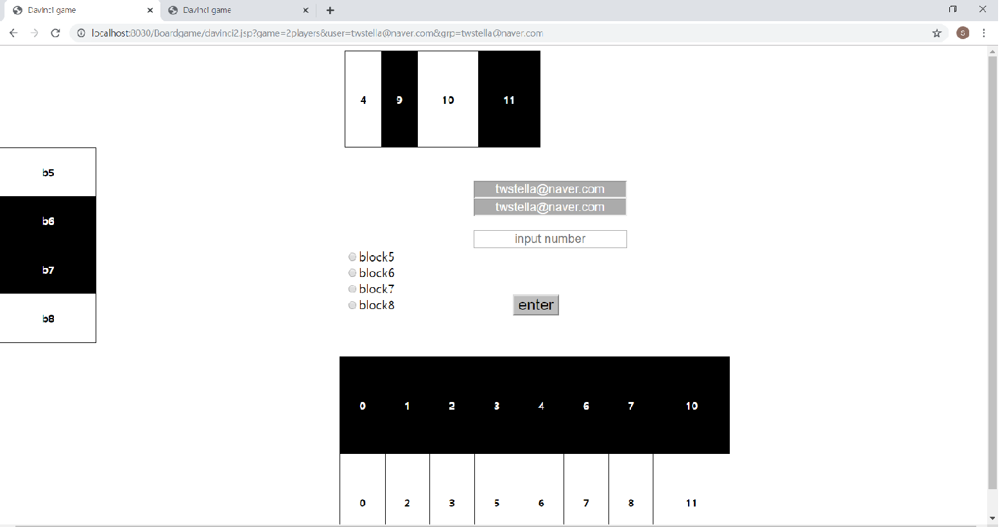 Davinci game
Davinci game
localhost:8080/Boardgame/davinci2.jsp?game=2players&user=twstella@naver.com&grp=twstella@naver.com
S
4 9 10 11
b5
b6
b7
b8
twstella@naver.com
twstella@naver.com
input number
block5
block6
block7
block8
enter
0 1 2 3 4 6 7 10
0 2 3 5 6 7 8 11